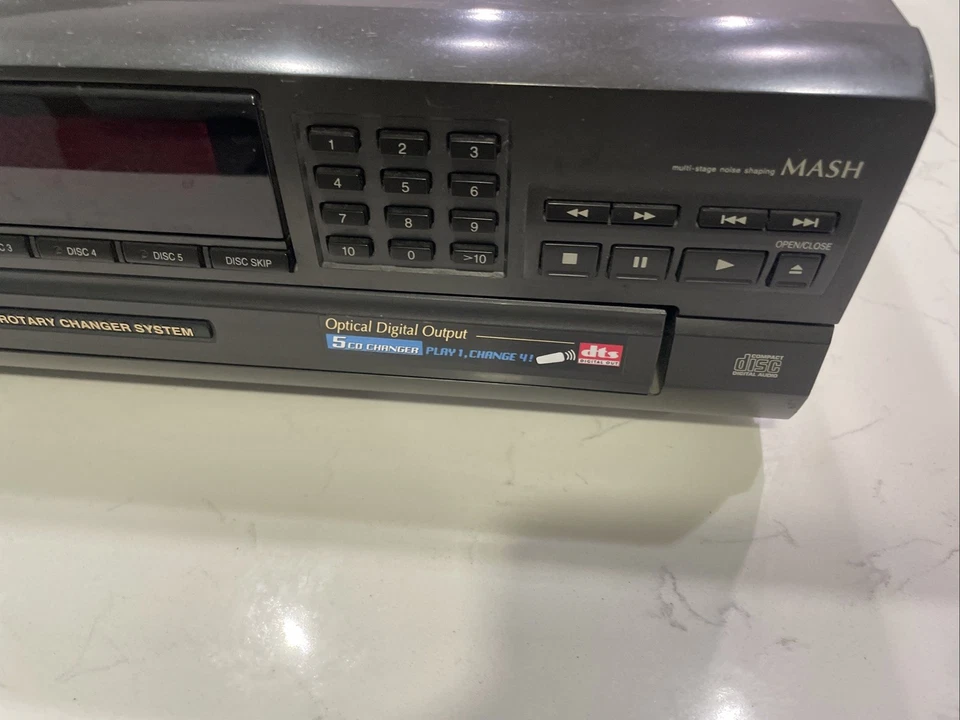 1 2 3
4 5 6
7 8 9
10 0 >10
multi-stage noise shaping MASH
OPEN/CLOSE
C 3 DISC 4 DISC 5 DISC SKIP
ROTARY CHANGER SYSTEM
Optical Digital Output
5 CD CHANGER PLAY 1, CHANGE 4!
dts
DIGITAL OUT
COMPACT
disc
DIGITAL AUDIO